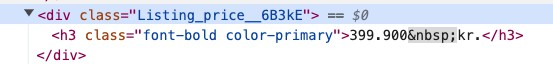 <div class="Listing_price__6B3kE"> == $0
<h3 class="font-bold color-primary">399.900&nbsp;kr.</h3>
</div>